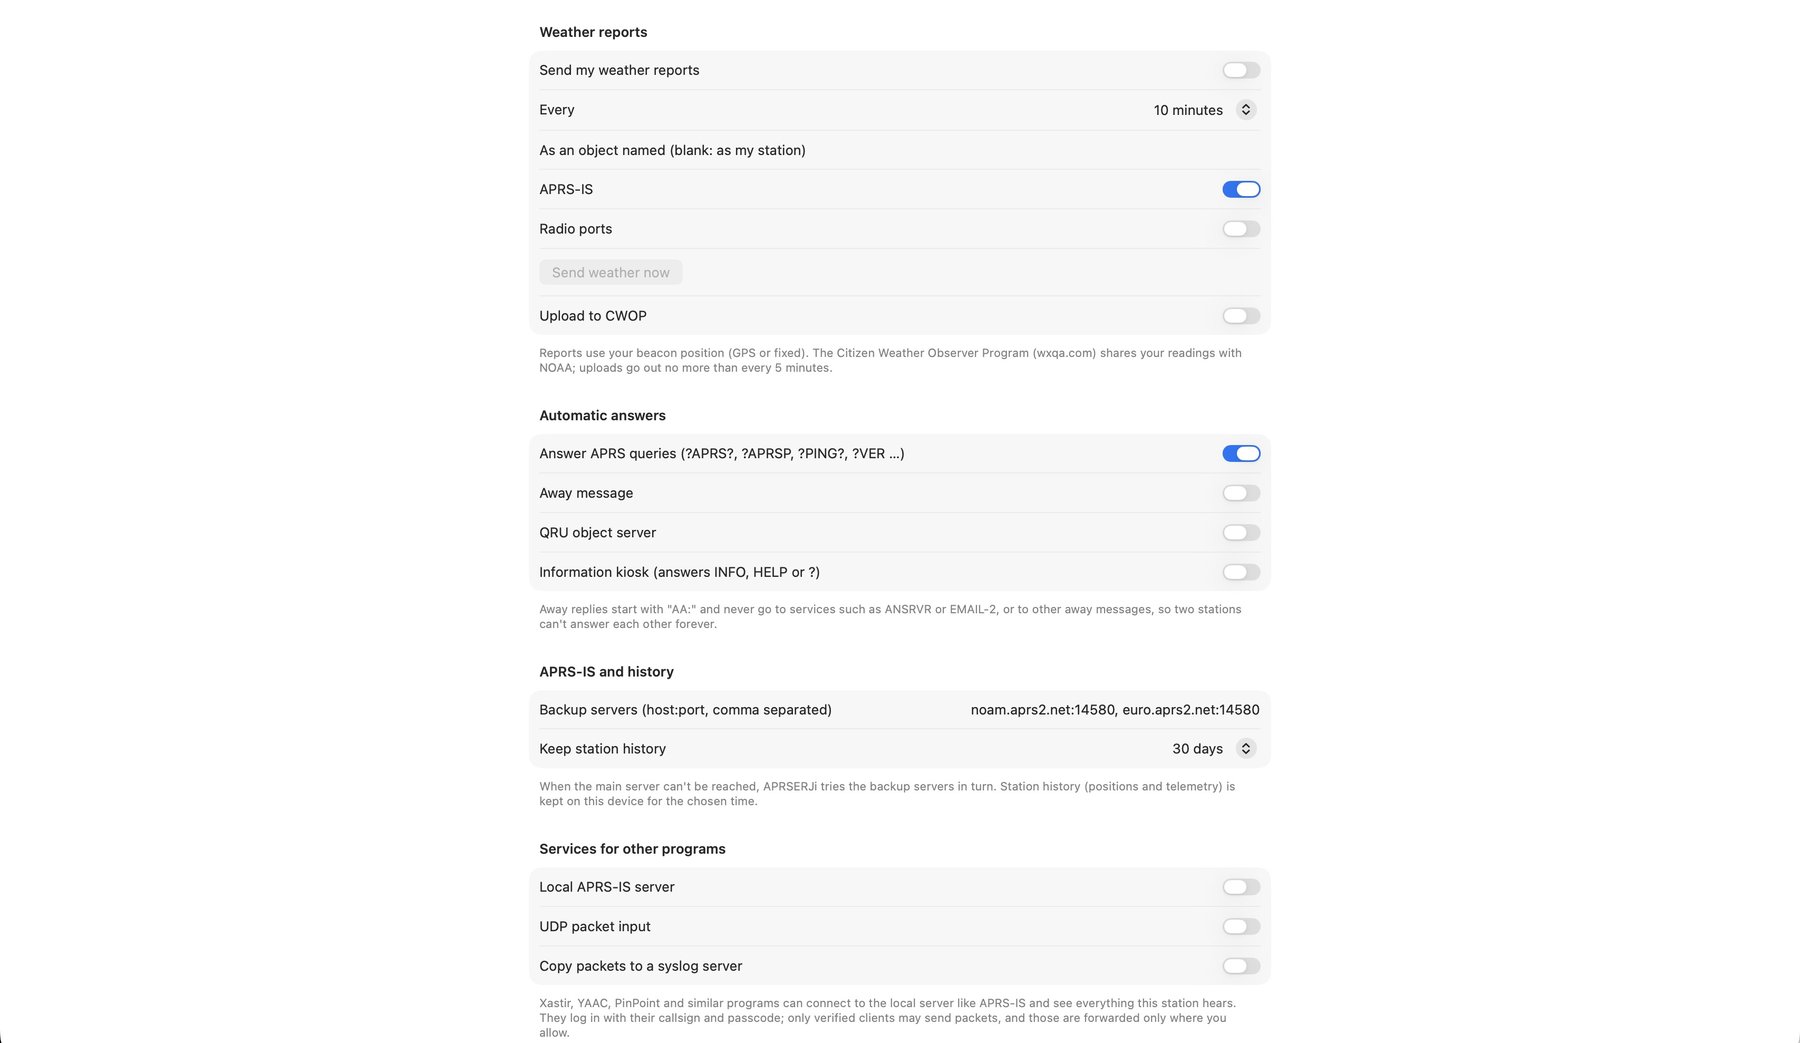 Weather reports
Send my weather reports
Every 10 minutes
As an object named (blank: as my station)
APRS-IS
Radio ports
Send weather now
Upload to CWOP
Reports use your beacon position (GPS or fixed). The Citizen Weather Observer Program (wxqa.com) shares your readings with
NOAA; uploads go out no more than every 5 minutes.
Automatic answers
Answer APRS queries (?APRS?, ?APRSP, ?PING?, ?VER ...)
Away message
QRU object server
Information kiosk (answers INFO, HELP or ?)
Away replies start with "AA:" and never go to services such as ANSRVR or EMAIL-2, or to other away messages, so two stations
can't answer each other forever.
APRS-IS and history
Backup servers (host:port, comma separated) noam.aprs2.net:14580, euro.aprs2.net:14580
Keep station history 30 days
When the main server can't be reached, APRSERJi tries the backup servers in turn. Station history (positions and telemetry) is
kept on this device for the chosen time.
Services for other programs
Local APRS-IS server
UDP packet input
Copy packets to a syslog server
Xastir, YAAC, PinPoint and similar programs can connect to the local server like APRS-IS and see everything this station hears.
They log in with their callsign and passcode; only verified clients may send packets, and those are forwarded only where you
allow.